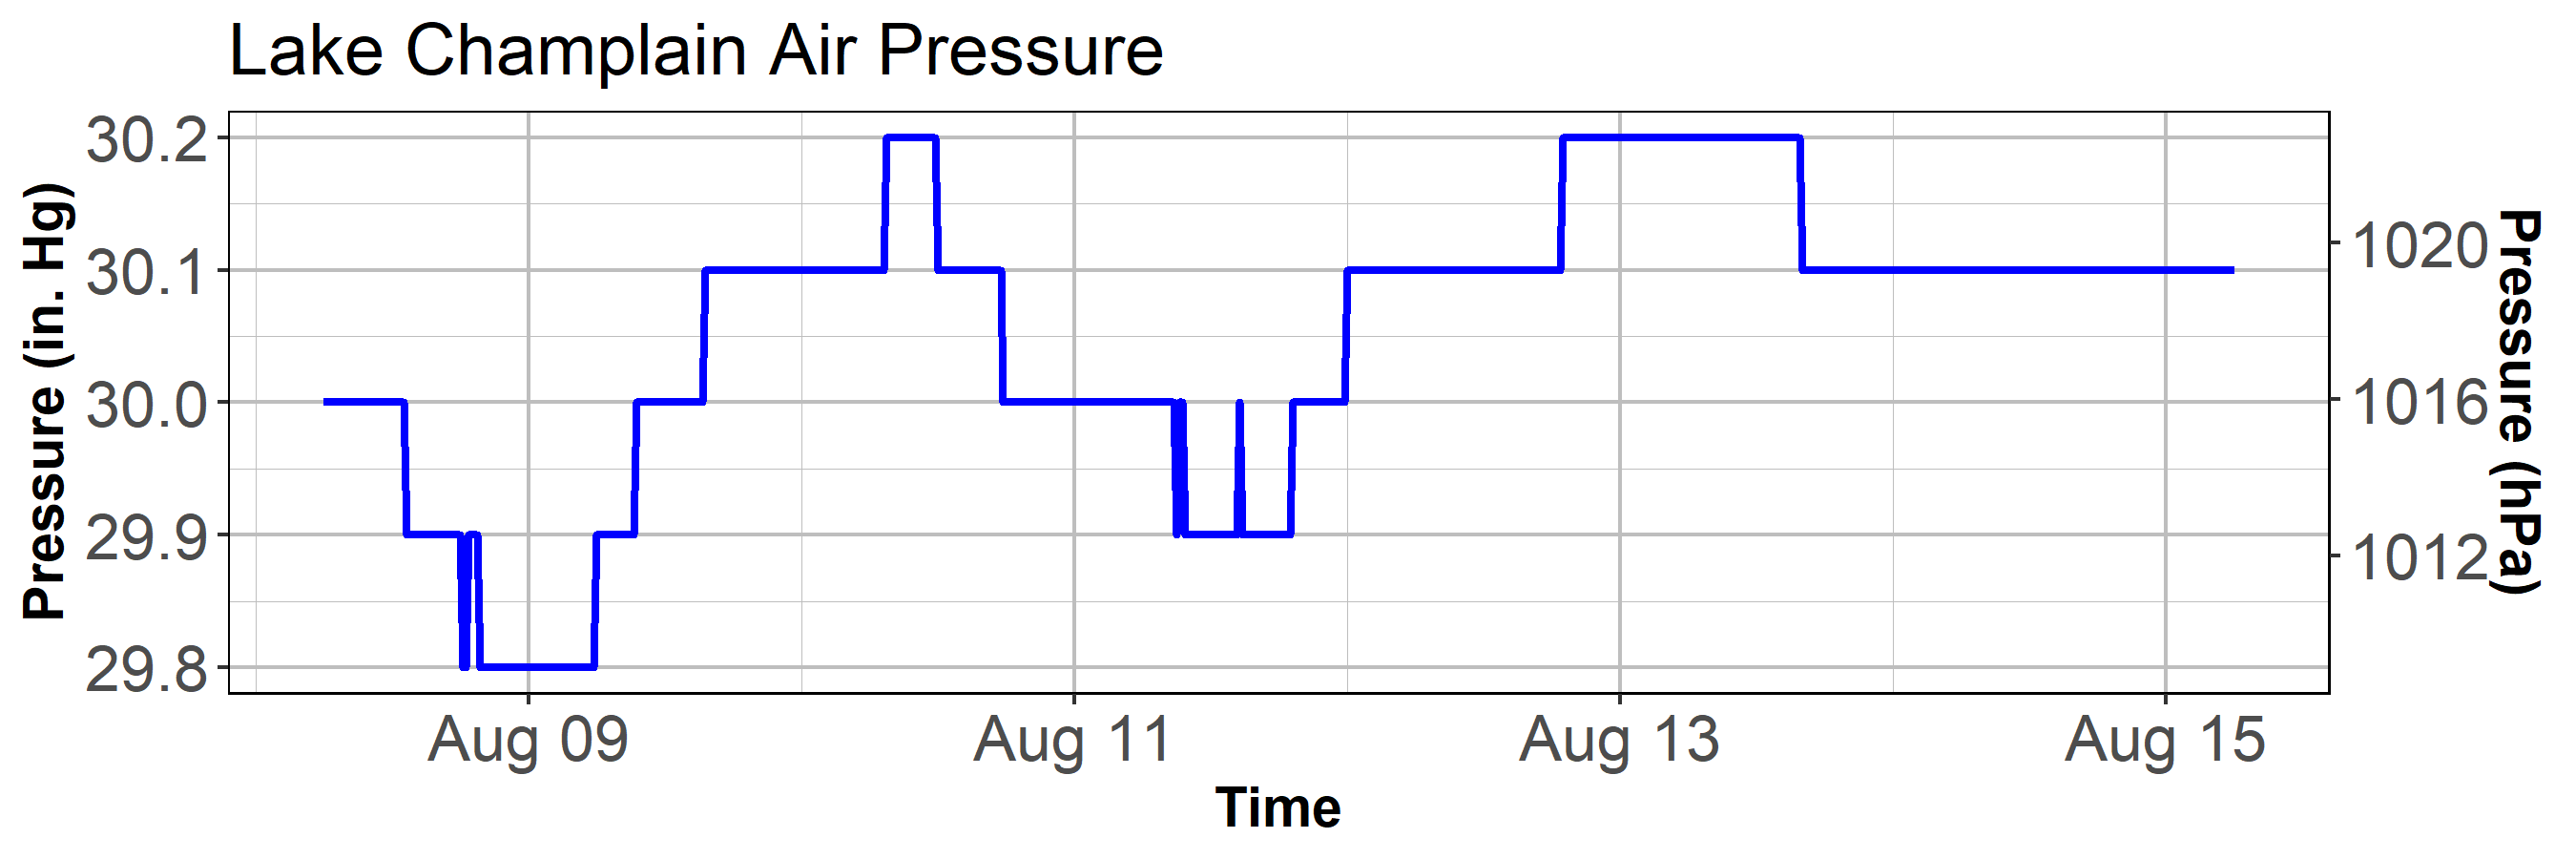 Lake Champlain Air Pressure
Pressure (in. Hg)
30.2
30.1
30.0
29.9
29.8
1020
1016
1012
Pressure (hPa)
Aug 09 Aug 11 Aug 13 Aug 15
Time